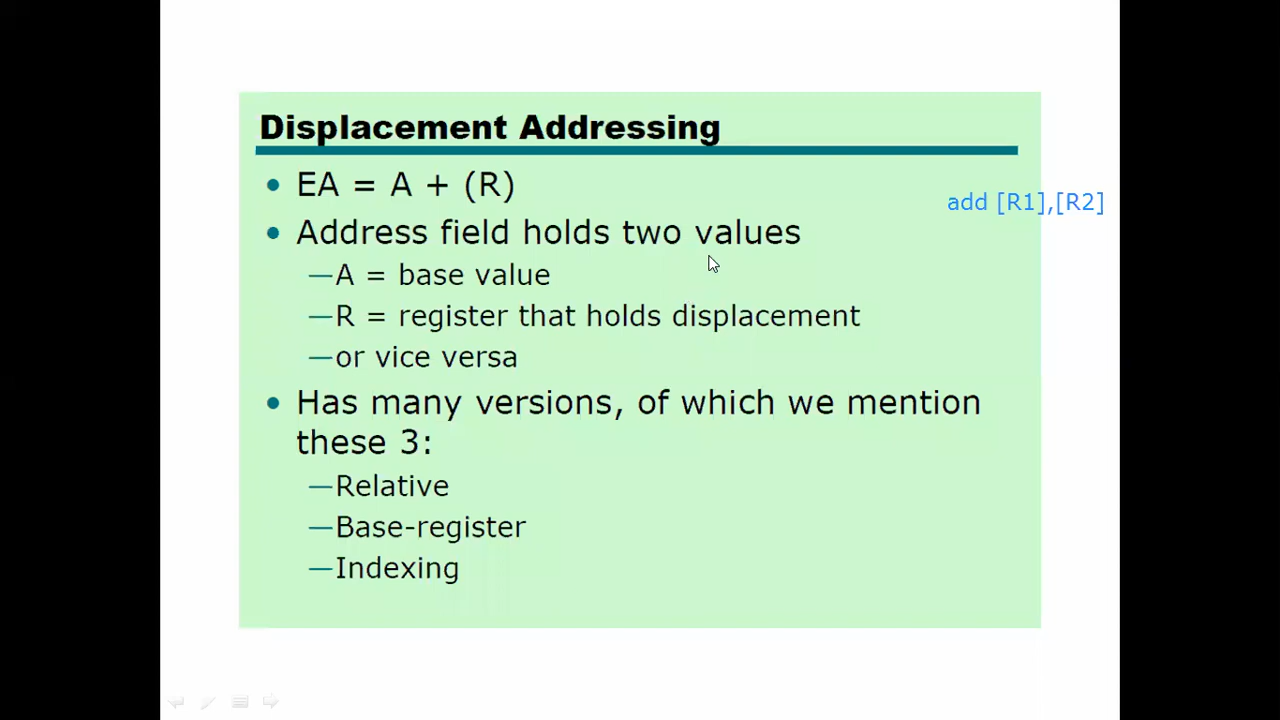 Displacement Addressing
• EA = A + (R)
add [R1],[R2]
• Address field holds two values
—A = base value
—R = register that holds displacement
—or vice versa
• Has many versions, of which we mention
these 3:
—Relative
—Base-register
—Indexing